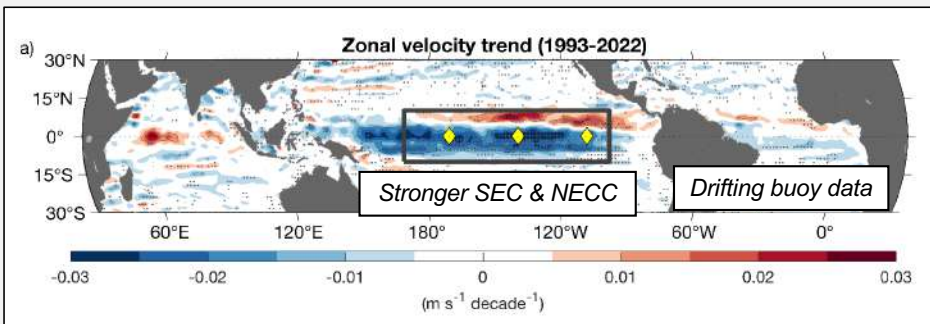 a)
Zonal velocity trend (1993-2022)
30°N
15°N
0°
15°S
30°S
Stronger SEC & NECC
Drifting buoy data
60°E 120°E 180° 120°W 60°W 0°
-0.03 -0.02 -0.01 0 0.01 0.02 0.03
(m s⁻¹ decade⁻¹)